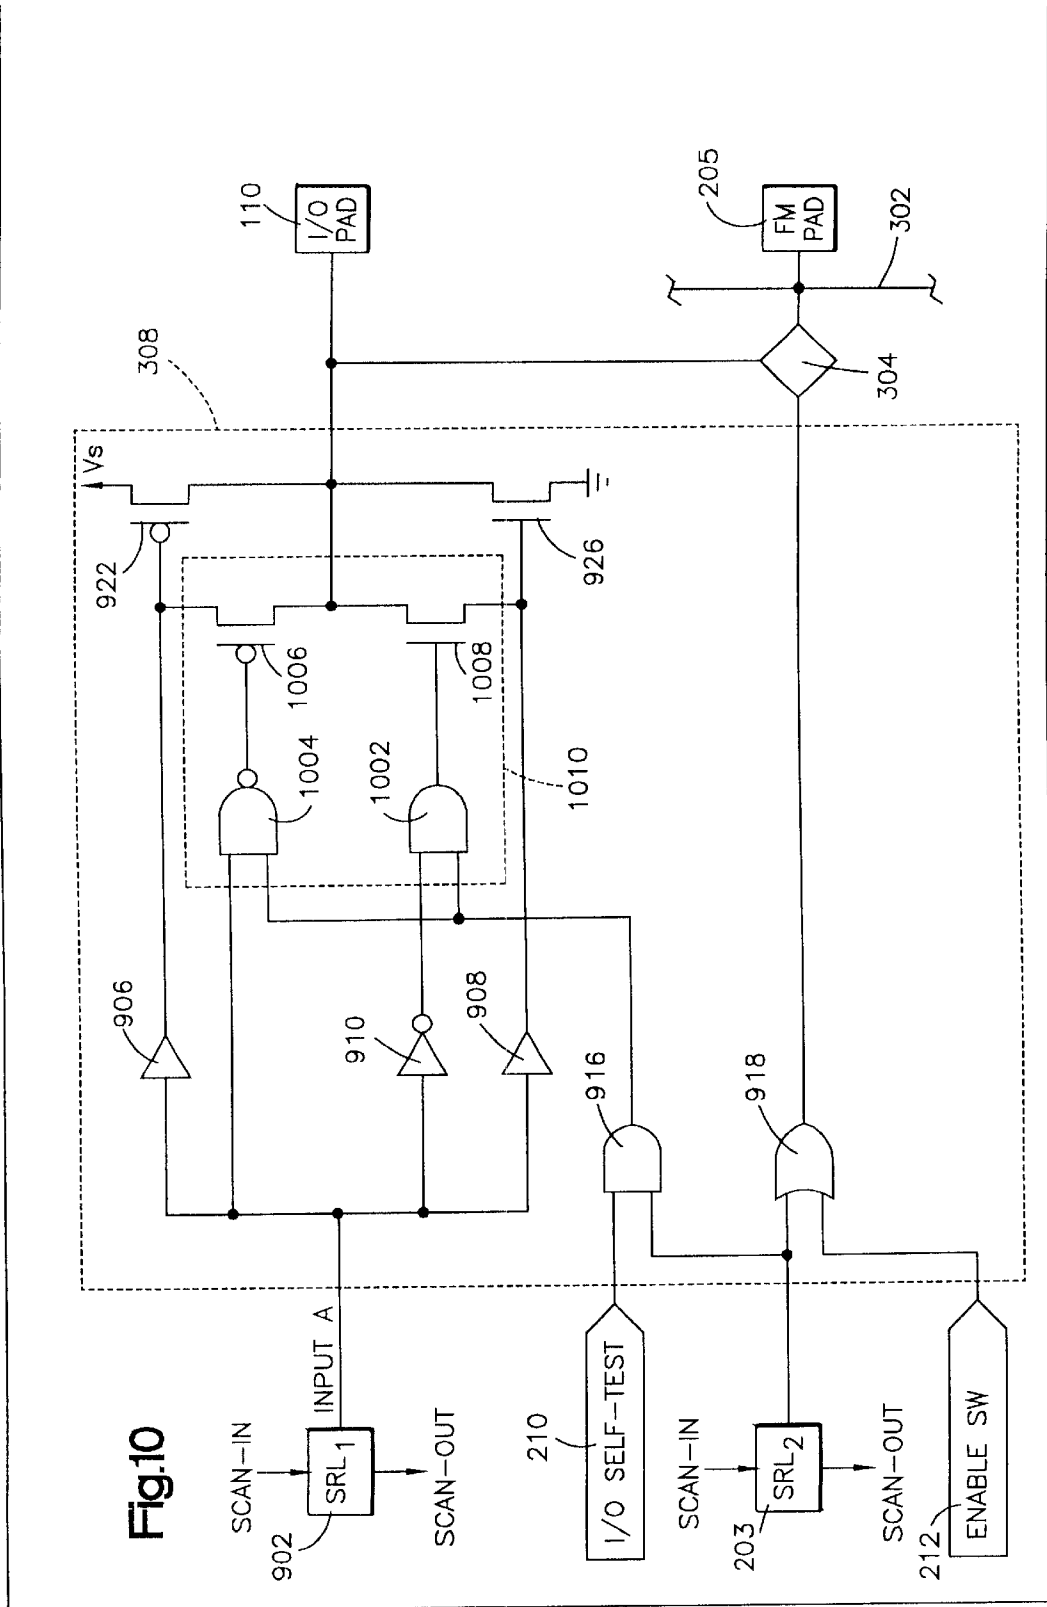 Fig.10
308
Vs
922
926
906
1006
1008
1004
1002
1010
110
I/O
PAD
205
FM
PAD
302
304
910
908
916
918
INPUT A
SCAN-IN
SRL1
902
SCAN-OUT
210
I/O SELF-TEST
SCAN-IN
SRL2
203
SCAN-OUT
212
ENABLE SW